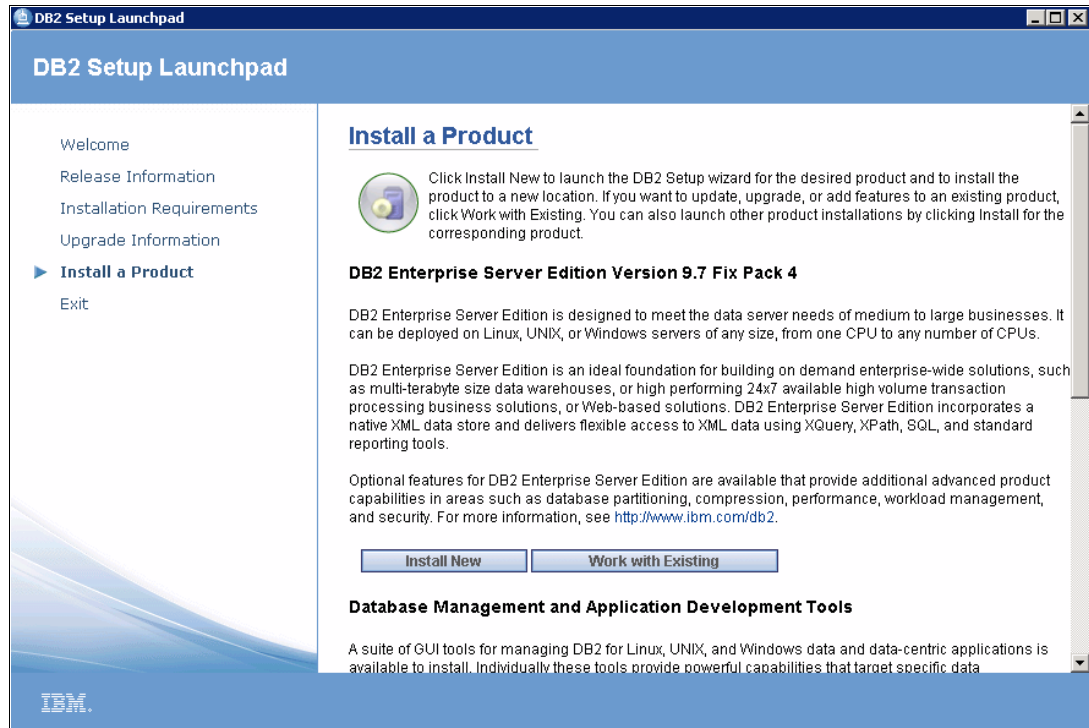 DB2 Setup Launchpad
DB2 Setup Launchpad
Welcome
Release Information
Installation Requirements
Upgrade Information
Install a Product
Exit
Install a Product
Click Install New to launch the DB2 Setup wizard for the desired product and to install the
product to a new location. If you want to update, upgrade, or add features to an existing product,
click Work with Existing. You can also launch other product installations by clicking Install for the
corresponding product.
DB2 Enterprise Server Edition Version 9.7 Fix Pack 4
DB2 Enterprise Server Edition is designed to meet the data server needs of medium to large businesses. It
can be deployed on Linux, UNIX, or Windows servers of any size, from one CPU to any number of CPUs.
DB2 Enterprise Server Edition is an ideal foundation for building on demand enterprise-wide solutions, such
as multi-terabyte size data warehouses, or high performing 24x7 available high volume transaction
processing business solutions, or Web-based solutions. DB2 Enterprise Server Edition incorporates a
native XML data store and delivers flexible access to XML data using XQuery, XPath, SQL, and standard
reporting tools.
Optional features for DB2 Enterprise Server Edition are available that provide additional advanced product
capabilities in areas such as database partitioning, compression, performance, workload management,
and security. For more information, see http://www.ibm.com/db2.
Install New
Work with Existing
Database Management and Application Development Tools
A suite of GUI tools for managing DB2 for Linux, UNIX, and Windows data and data-centric applications is
available to install. Individually these tools provide powerful capabilities that target specific data
IBM.